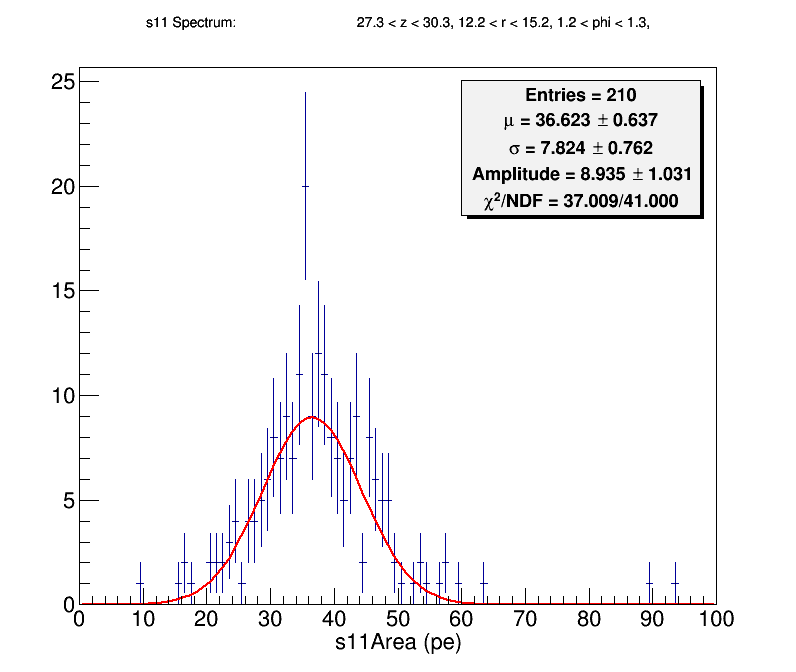 s11 Spectrum: 27.3 < z < 30.3, 12.2 < r < 15.2, 1.2 < phi < 1.3,
Entries = 210
μ = 36.623 ± 0.637
σ = 7.824 ± 0.762
Amplitude = 8.935 ± 1.031
χ²/NDF = 37.009/41.000
25
20
15
10
5
0
0 10 20 30 40 50 60 70 80 90 100
s11Area (pe)